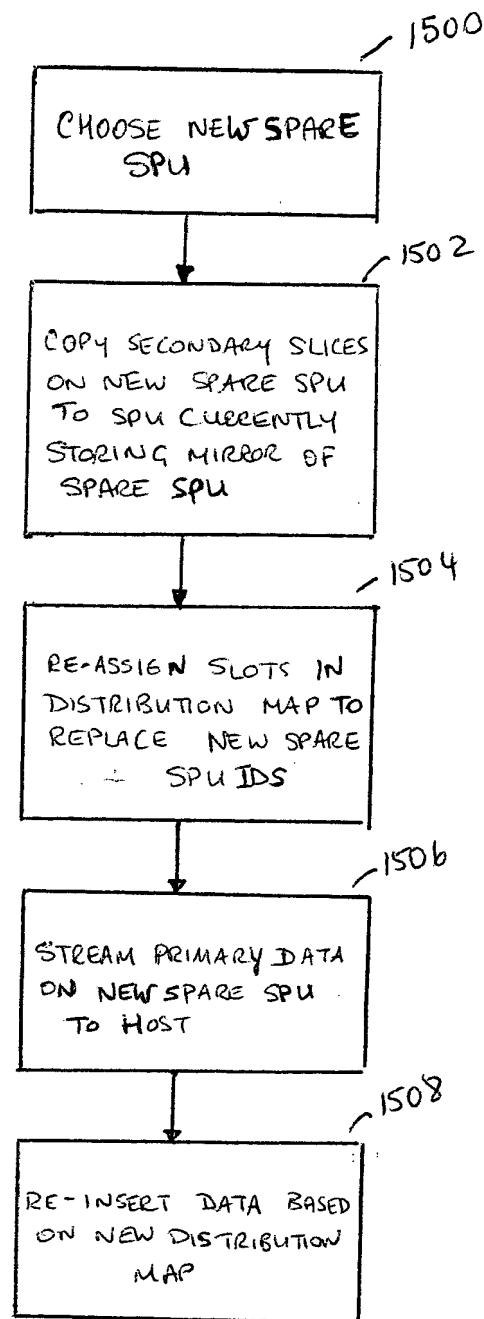 1500
CHOOSE NEW SPARE
SPU
1502
COPY SECONDARY SLICES
ON NEW SPARE SPU
TO SPU CURRENTLY
STORING MIRROR OF
SPARE SPU
1504
RE-ASSIGN SLOTS IN
DISTRIBUTION MAP TO
REPLACE NEW SPARE
SPU IDS
1506
STREAM PRIMARY DATA
ON NEW SPARE SPU
TO HOST
1508
RE-INSERT DATA BASED
ON NEW DISTRIBUTION
MAP